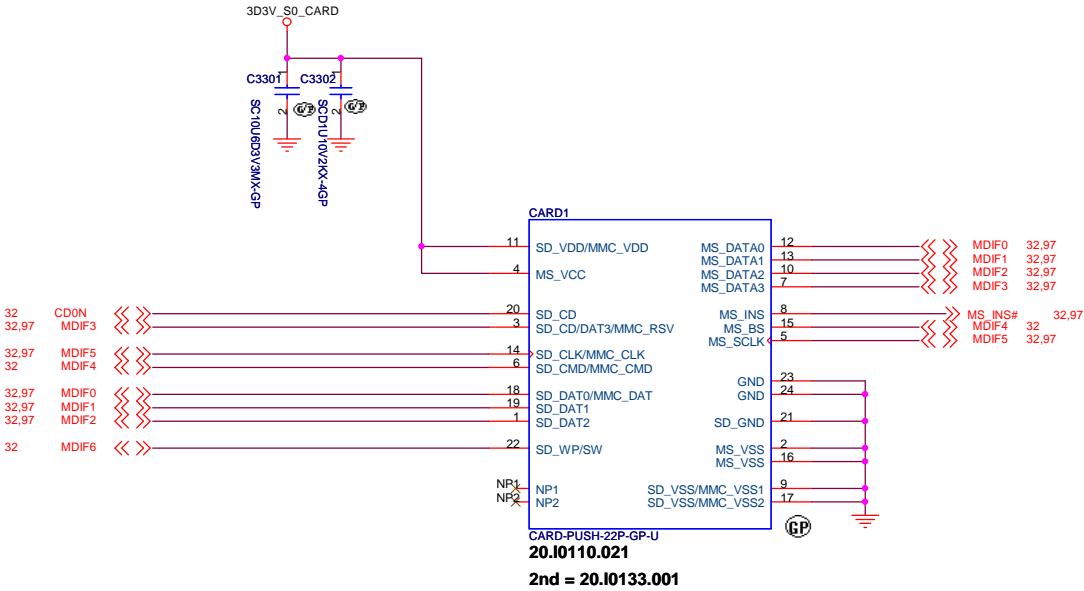 3D3V_S0_CARD
C3301
C3302
1
1
2
2
G/P
G/P
SC10U6D3V3MX-GP
SCD1U10V2KX-4GP
CARD1
11 SD_VDD/MMC_VDD
4 MS_VCC
32 CD0N 20 SD_CD
32,97 MDIF3 3 SD_CD/DAT3/MMC_RSV
32,97 MDIF5 14 SD_CLK/MMC_CLK
32 MDIF4 6 SD_CMD/MMC_CMD
32,97 MDIF0 18 SD_DAT0/MMC_DAT
32,97 MDIF1 19 SD_DAT1
32,97 MDIF2 1 SD_DAT2
32 MDIF6 22 SD_WP/SW
NP1 NP1
NP2 NP2
MS_DATA0 12 MDIF0 32,97
MS_DATA1 13 MDIF1 32,97
MS_DATA2 10 MDIF2 32,97
MS_DATA3 7 MDIF3 32,97
MS_INS 8 MS_INS# 32,97
MS_BS 15 MDIF4 32
MS_SCLK 5 MDIF5 32,97
GND 23
GND 24
SD_GND 21
MS_VSS 2
MS_VSS 16
SD_VSS/MMC_VSS1 9
SD_VSS/MMC_VSS2 17
GP
CARD-PUSH-22P-GP-U
20.I0110.021
2nd = 20.I0133.001